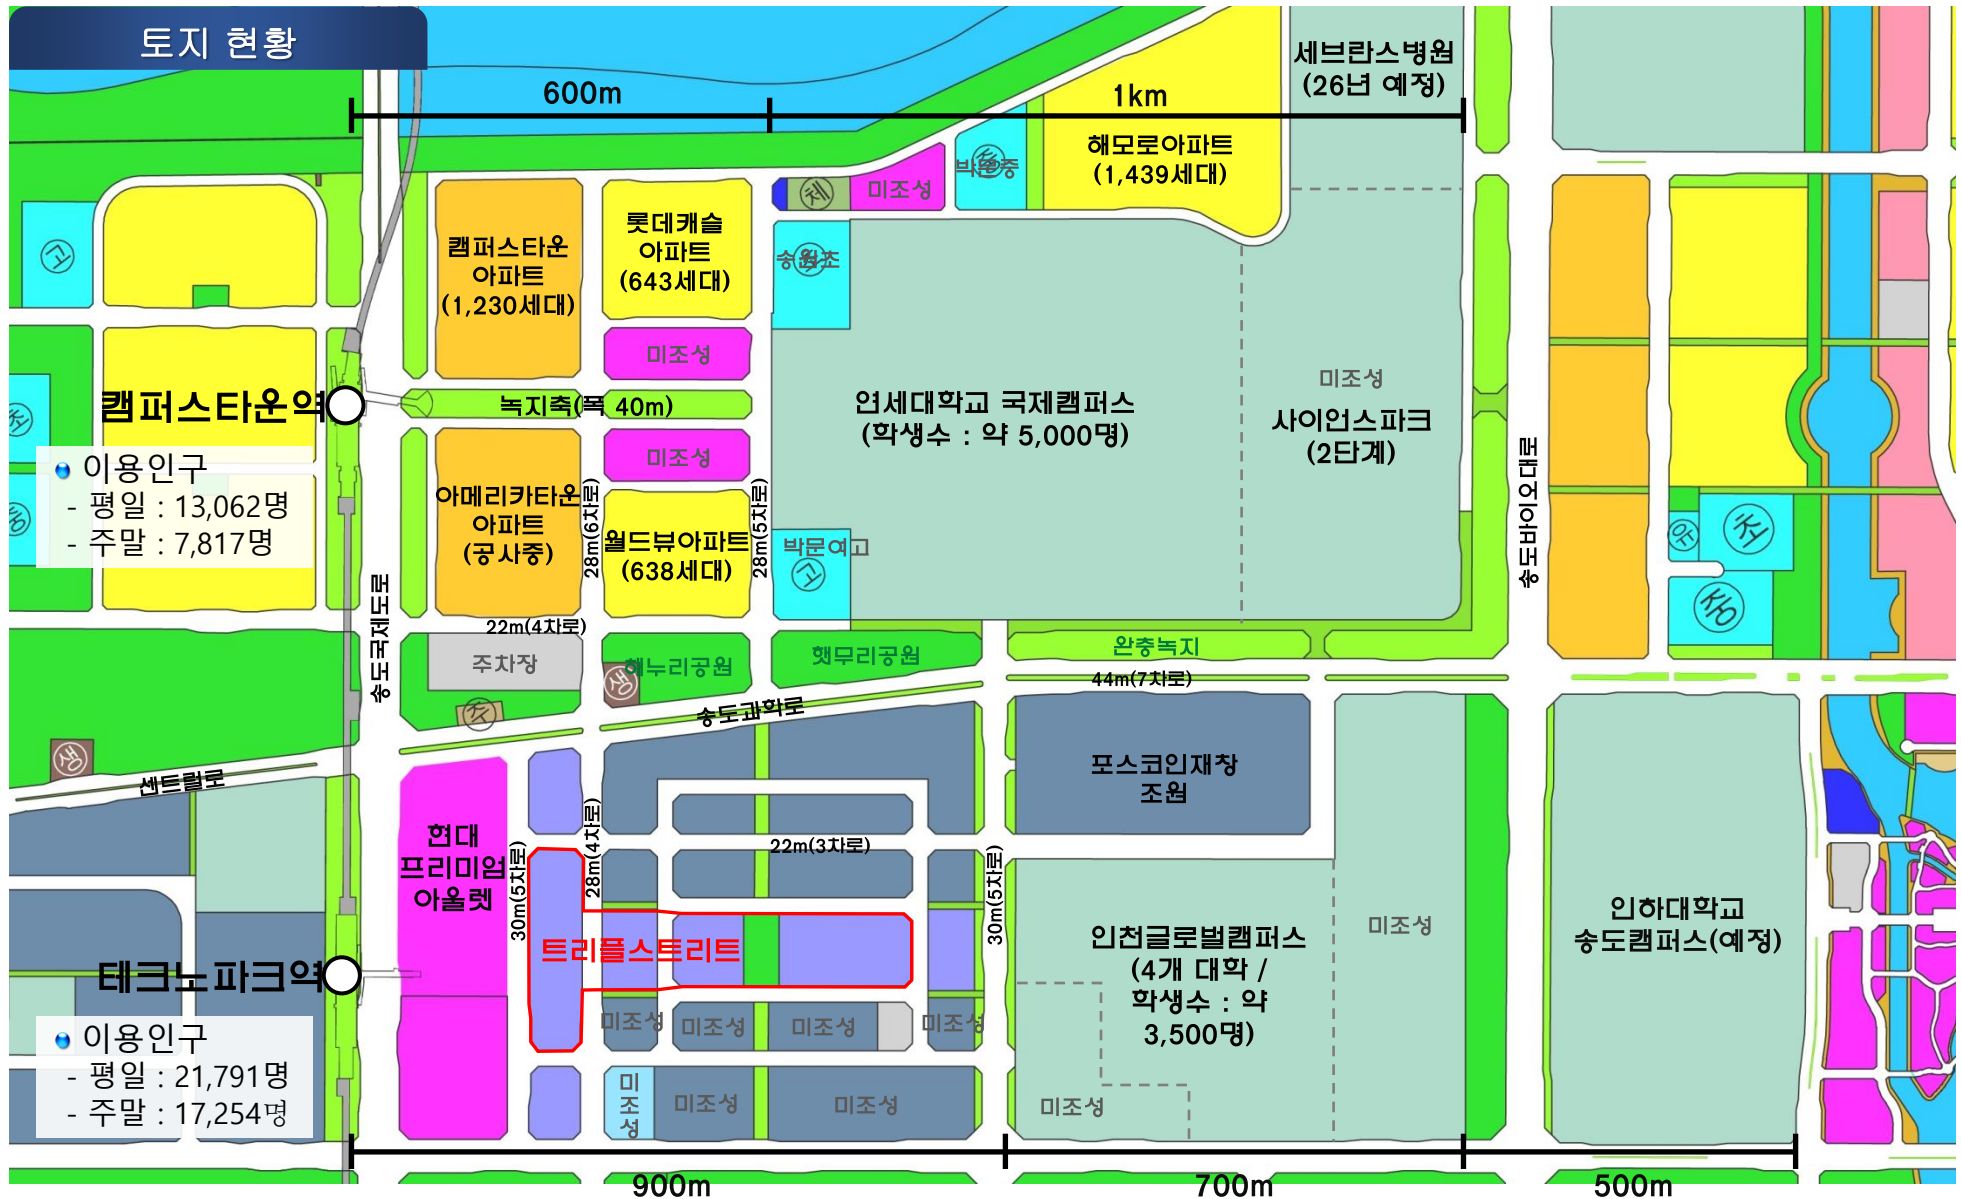 토지 현황
600m
1km
세브란스병원
(26년 예정)
해모로아파트
(1,439세대)
박문중
중
체
미조성
고
캠퍼스타운
아파트
(1,230세대)
롯데캐슬
아파트
(643세대)
송원초
초
미조성
캠퍼스타운역
녹지축(폭 40m)
연세대학교 국제캠퍼스
(학생수 : 약 5,000명)
미조성
사이언스파크
(2단계)
초
이용인구
- 평일 : 13,062명
- 주말 : 7,817명
중
미조성
아메리카타운
아파트
(공사중)
28m(6차로)
월드뷰아파트
(638세대)
28m(5차로)
박문여고
고
송도바이오대로
유
초
중
송도국제도로
22m(4차로)
주차장
해누리공원
생
햇무리공원
완충녹지
44m(7차로)
주
송도과학로
생
센트럴로
현대
프리미엄
아울렛
30m(5차로)
28m(4차로)
22m(3차로)
30m(5차로)
포스코인재창
조원
트리플스트리트
인천글로벌캠퍼스
(4개 대학 /
학생수 : 약
3,500명)
미조성
인하대학교
송도캠퍼스(예정)
테크노파크역
이용인구
- 평일 : 21,791명
- 주말 : 17,254명
미조성
미조성
미조성
미조성
미
조
성
미조성
미조성
미조성
900m
700m
500m